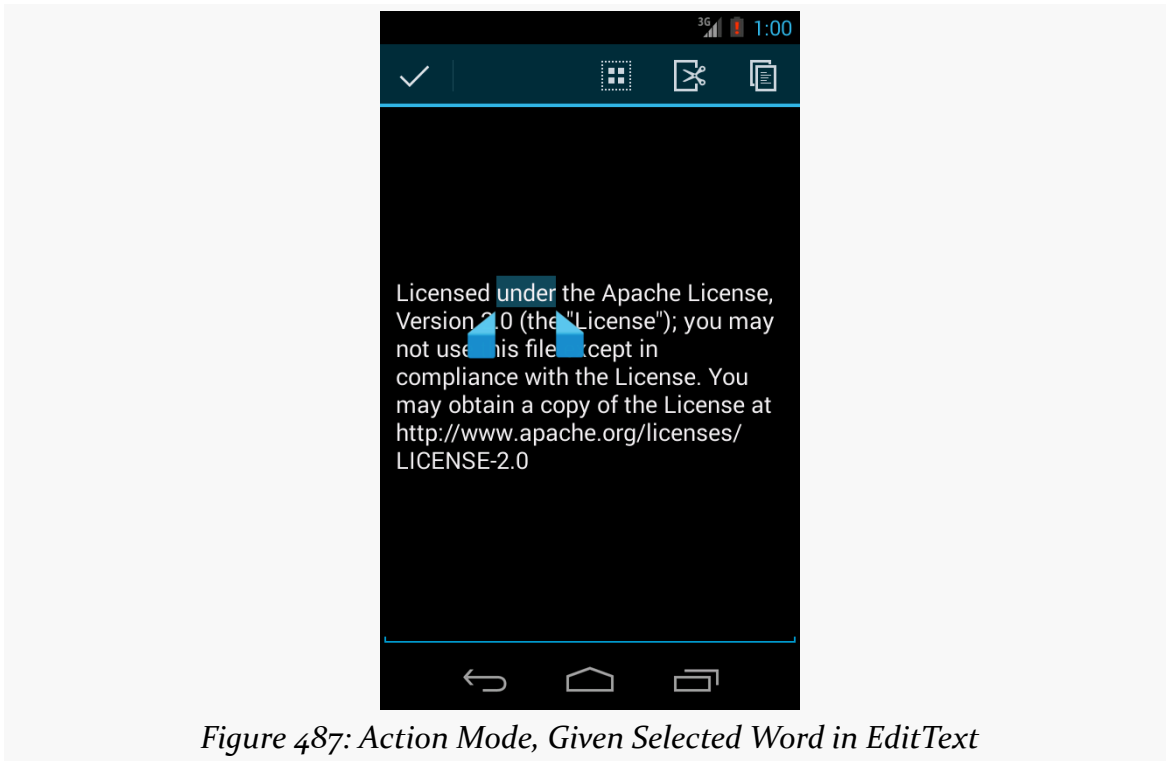 3G 1:00
Licensed under the Apache License,
Version 2.0 (the "License"); you may
not use this file except in
compliance with the License. You
may obtain a copy of the License at
http://www.apache.org/licenses/
LICENSE-2.0
Figure 487: Action Mode, Given Selected Word in EditText